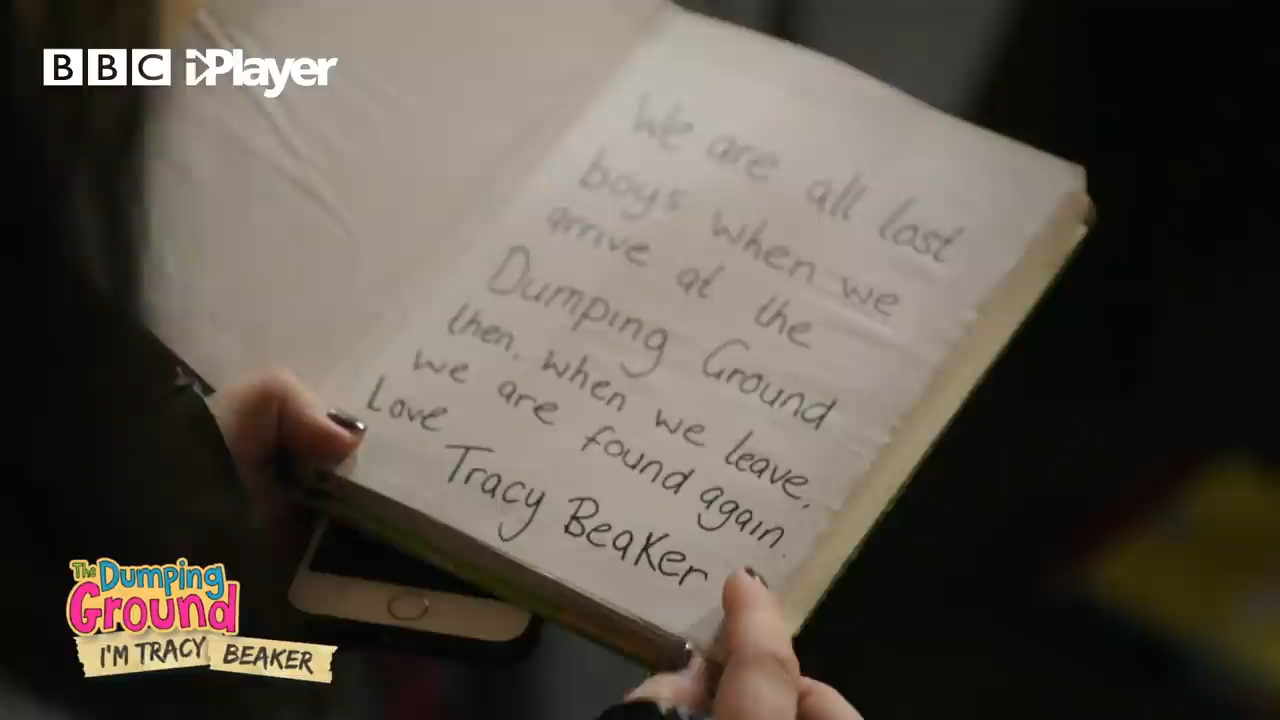 BBC iPlayer
We are all lost
boys when we
arrive at the
Dumping Ground
then, when we leave,
we are found again.
Love
Tracy Beaker
The Dumping
Ground
I'M TRACY BEAKER